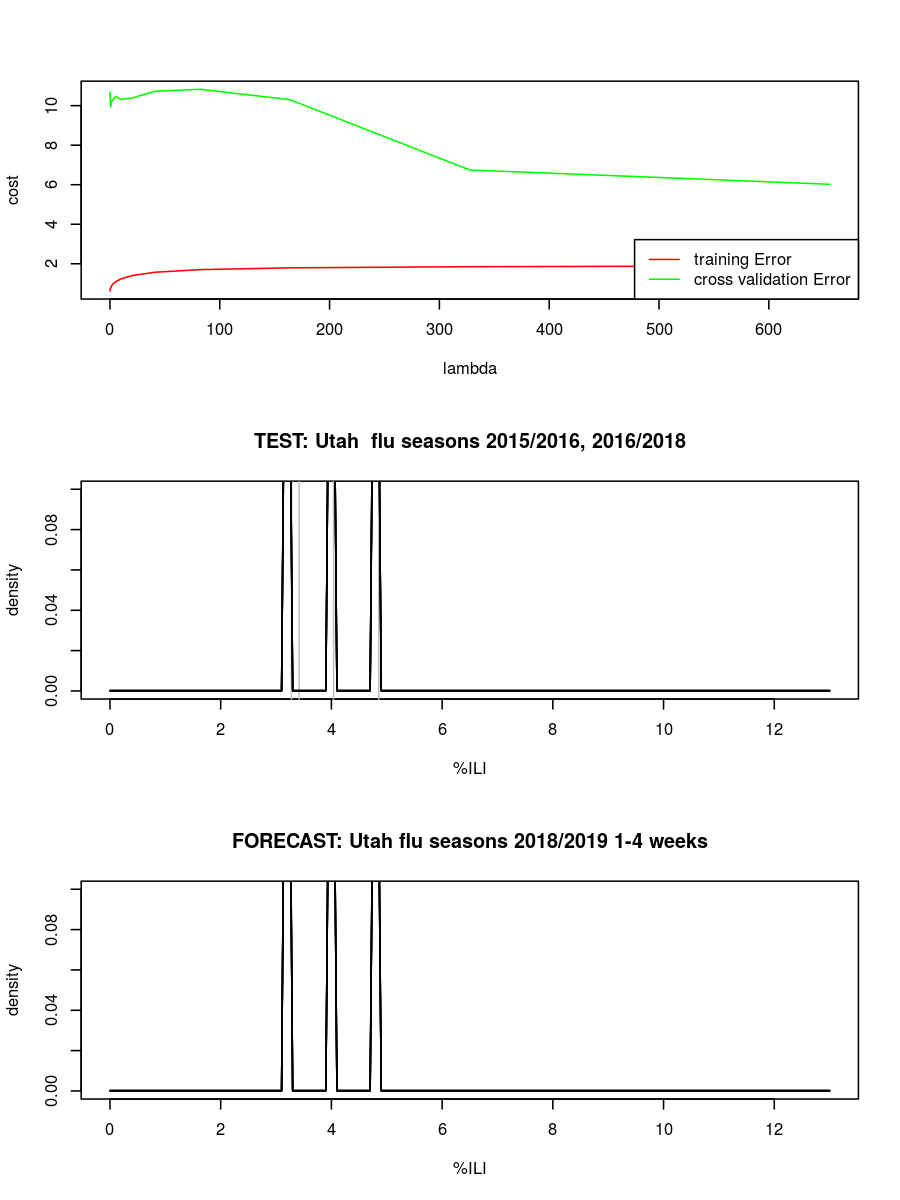 cost
10
8
6
4
2
training Error
cross validation Error
0 100 200 300 400 500 600
lambda
TEST: Utah  flu seasons 2015/2016, 2016/2018
density
0.08
0.04
0.00
0 2 4 6 8 10 12
%ILI
FORECAST: Utah flu seasons 2018/2019 1-4 weeks
density
0.08
0.04
0.00
0 2 4 6 8 10 12
%ILI